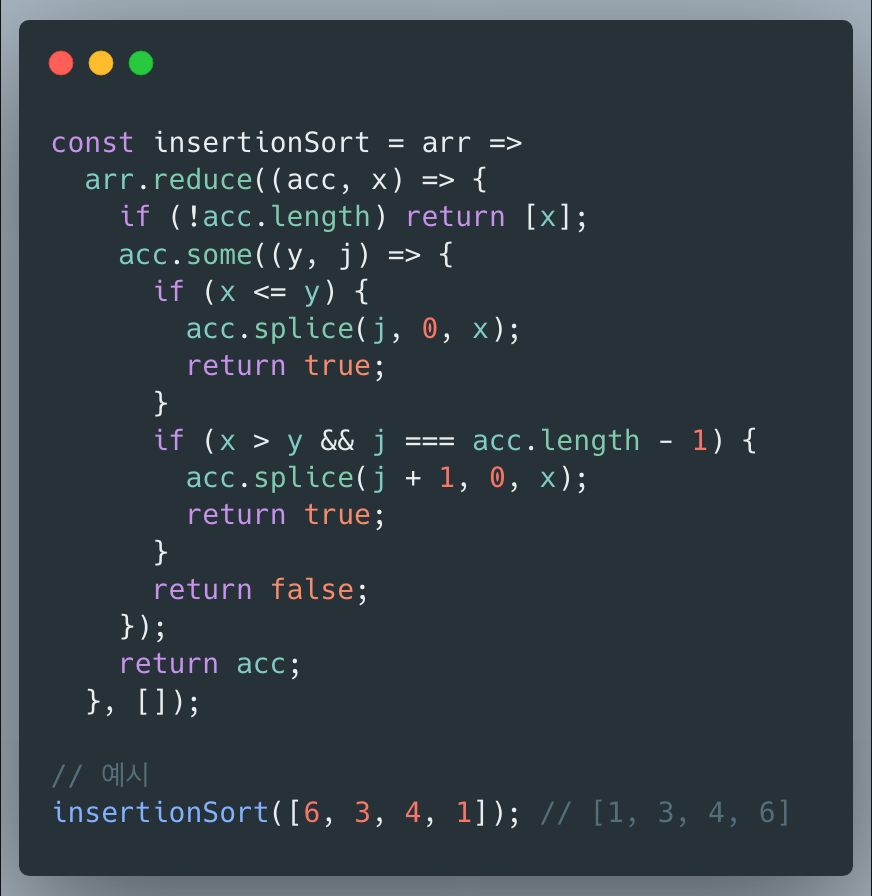 const insertionSort = arr =>
  arr.reduce((acc, x) => {
    if (!acc.length) return [x];
    acc.some((y, j) => {
      if (x <= y) {
        acc.splice(j, 0, x);
        return true;
      }
      if (x > y && j === acc.length - 1) {
        acc.splice(j + 1, 0, x);
        return true;
      }
      return false;
    });
    return acc;
  }, []);

// 예시
insertionSort([6, 3, 4, 1]); // [1, 3, 4, 6]